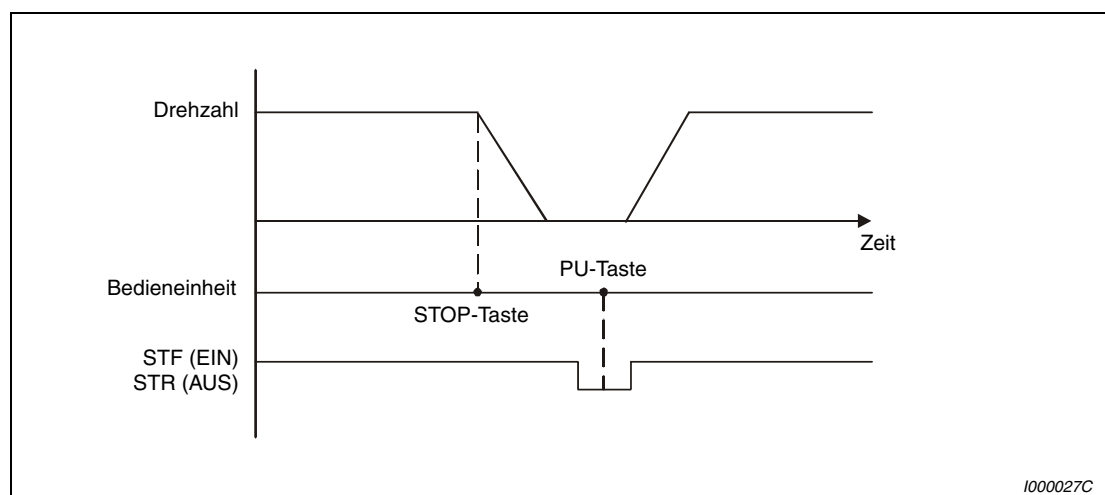 Drehzahl
Zeit
PU-Taste
Bedieneinheit
STOP-Taste
STF (EIN)
STR (AUS)
I000027C